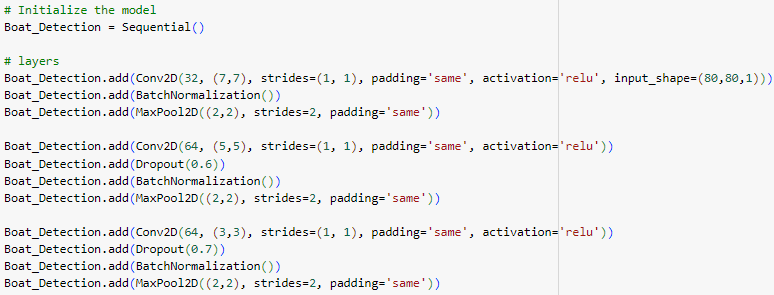 # Initialize the model
Boat_Detection = Sequential()
# layers
Boat_Detection.add(Conv2D(32, (7,7), strides=(1, 1), padding='same', activation='relu', input_shape=(80,80,1)))
Boat_Detection.add(BatchNormalization())
Boat_Detection.add(MaxPool2D((2,2), strides=2, padding='same'))
Boat_Detection.add(Conv2D(64, (5,5), strides=(1, 1), padding='same', activation='relu'))
Boat_Detection.add(Dropout(0.6))
Boat_Detection.add(BatchNormalization())
Boat_Detection.add(MaxPool2D((2,2), strides=2, padding='same'))
Boat_Detection.add(Conv2D(64, (3,3), strides=(1, 1), padding='same', activation='relu'))
Boat_Detection.add(Dropout(0.7))
Boat_Detection.add(BatchNormalization())
Boat_Detection.add(MaxPool2D((2,2), strides=2, padding='same'))